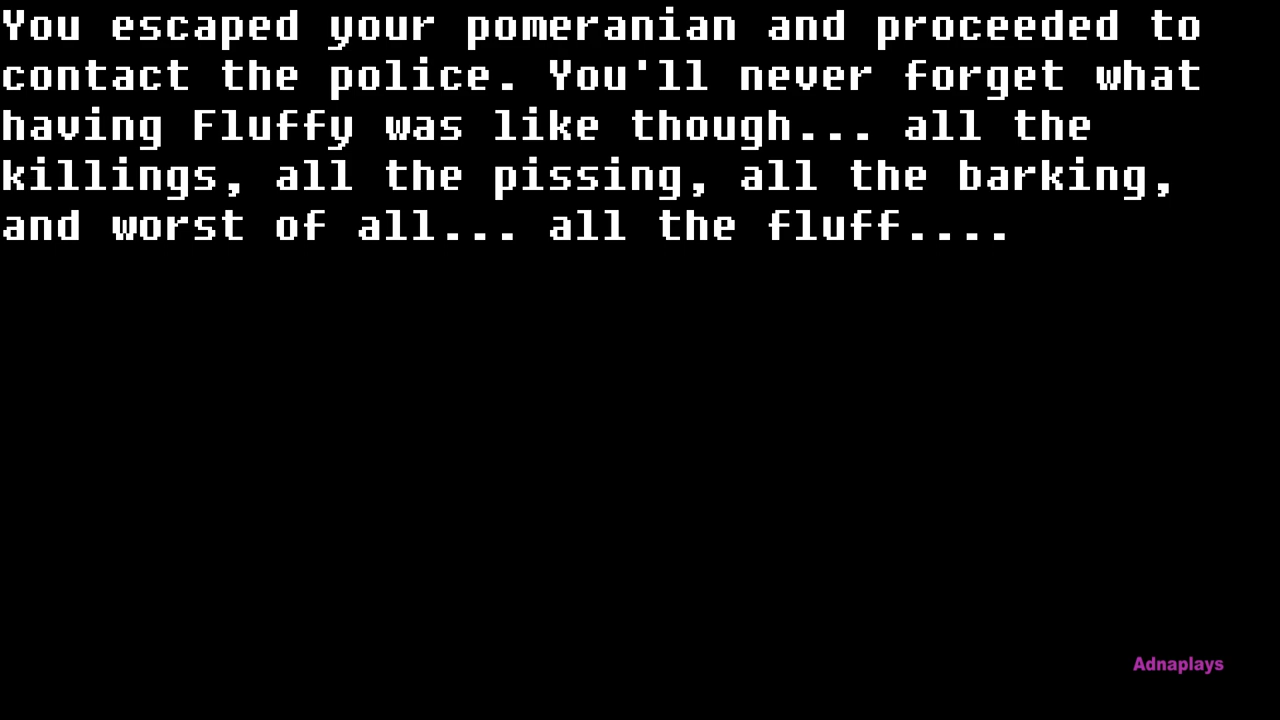 You escaped your pomeranian and proceeded to
contact the police. You'll never forget what
having Fluffy was like though... all the
killings, all the pissing, all the barking,
and worst of all... all the fluff....
Adnaplays